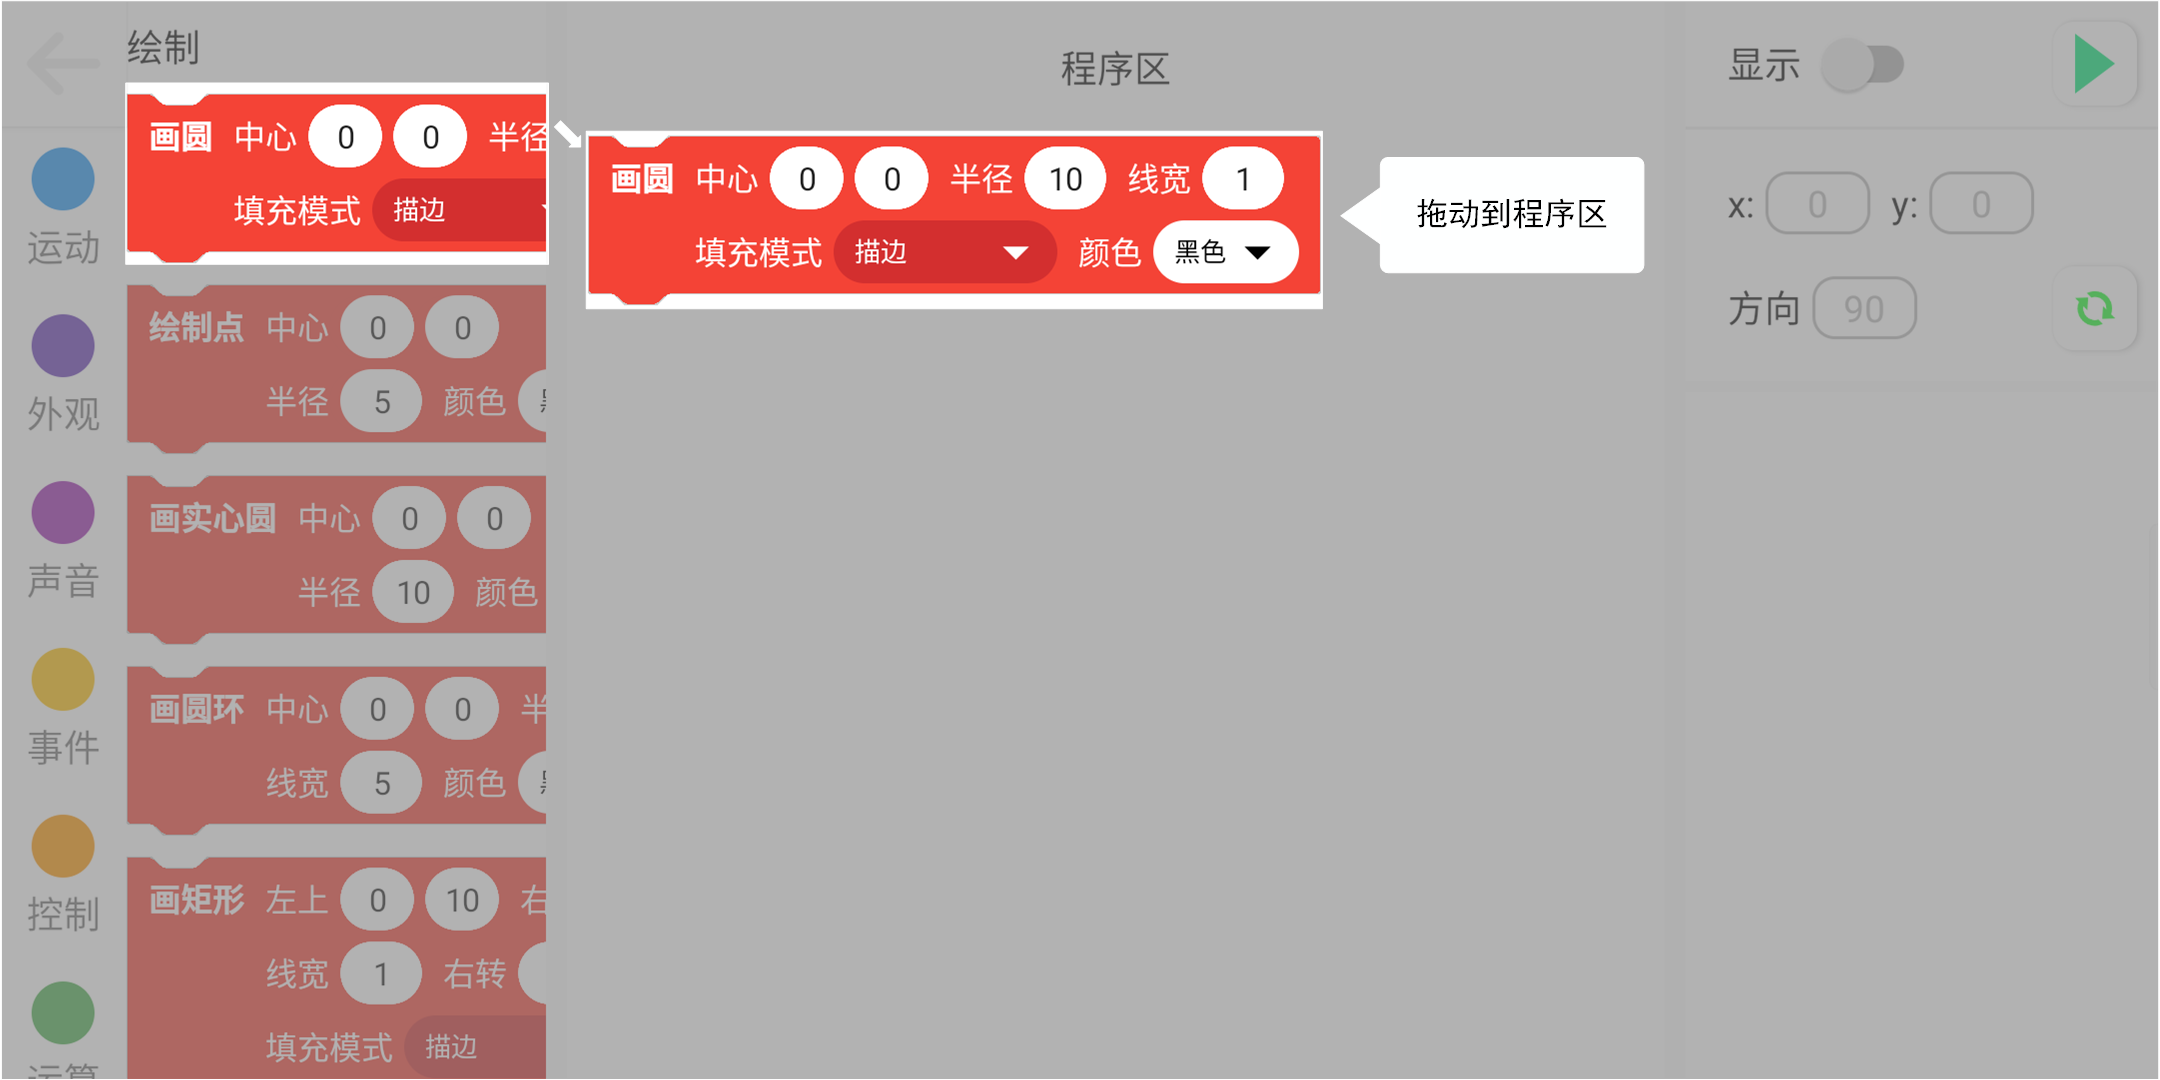 绘制
程序区
显示
运动
外观
声音
事件
控制
运算
画圆 中心 0 0 半径
填充模式 描边
绘制点 中心 0 0
半径 5 颜色
画实心圆 中心 0 0
半径 10 颜色
画圆环 中心 0 0 半
线宽 5 颜色
画矩形 左上 0 10 右
线宽 1 右转
填充模式 描边
画圆 中心 0 0 半径 10 线宽 1
填充模式 描边 颜色 黑色
拖动到程序区
x: 0 y: 0
方向 90